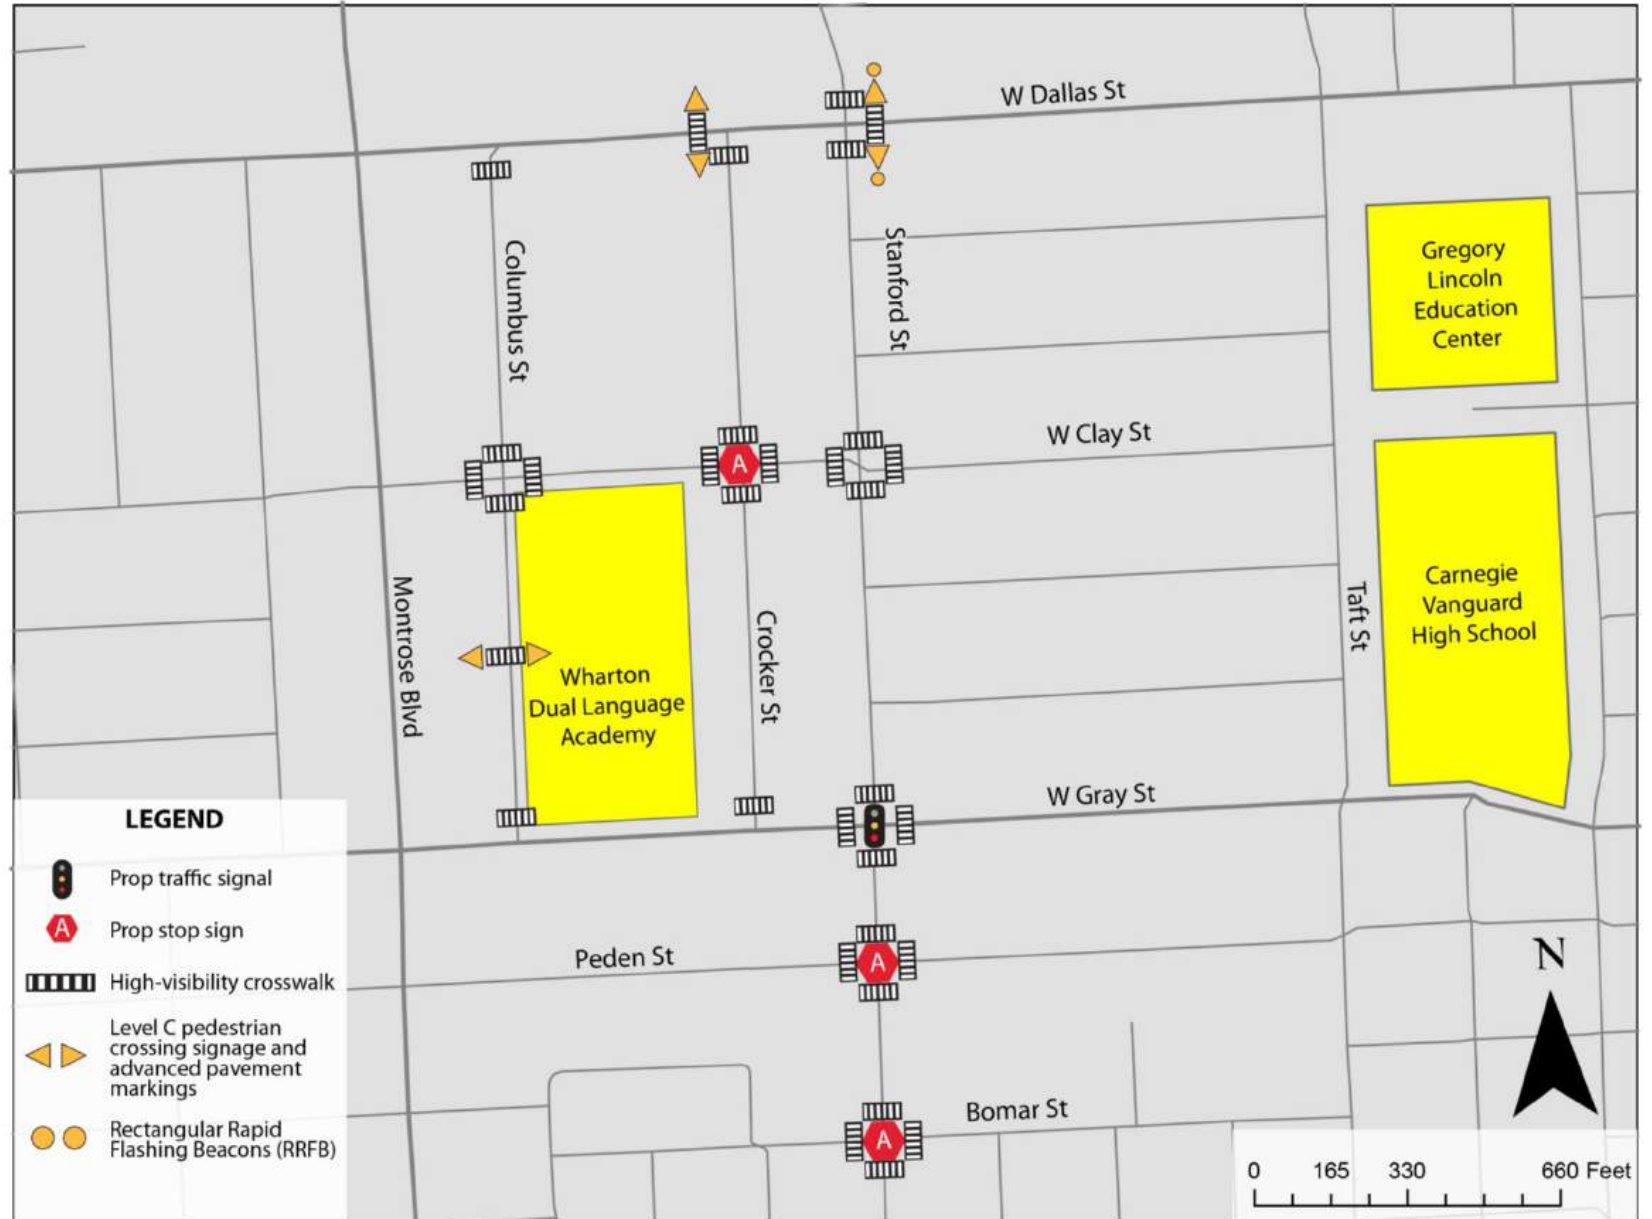 W Dallas St
Columbus St
Stanford St
Gregory
Lincoln
Education
Center
W Clay St
A
Montrose Blvd
Crocker St
Taft St
Carnegie
Vanguard
High School
Wharton
Dual Language
Academy
W Gray St
Peden St
A
Bomar St
A
LEGEND
Prop traffic signal
A
Prop stop sign
High-visibility crosswalk
Level C pedestrian
crossing signage and
advanced pavement
markings
Rectangular Rapid
Flashing Beacons (RRFB)
N
0 165 330 660 Feet